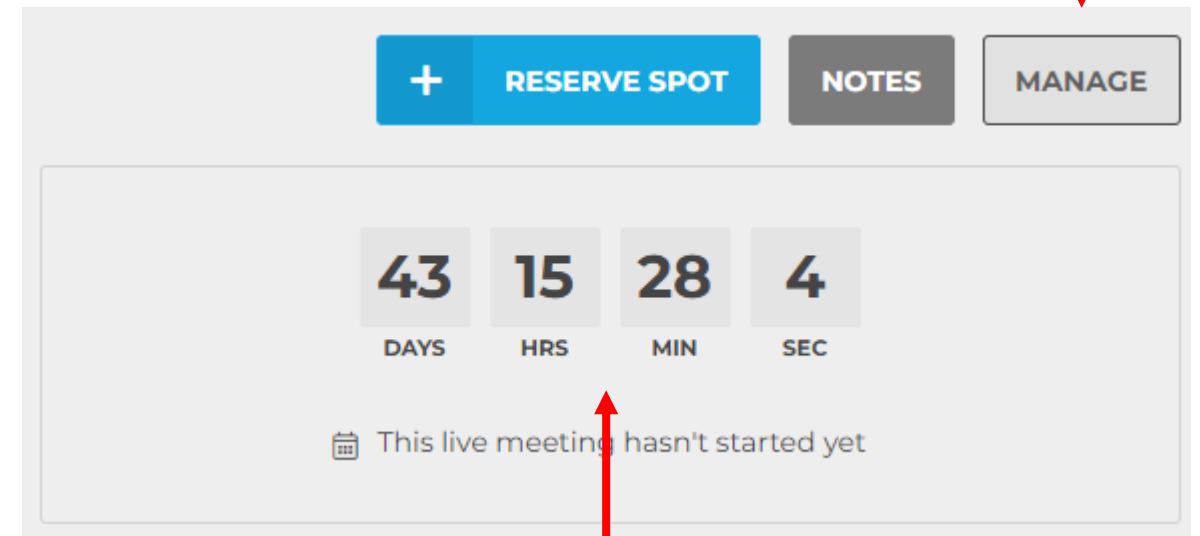 + RESERVE SPOT NOTES MANAGE
43 15 28 4
DAYS HRS MIN SEC
This live meeting hasn't started yet